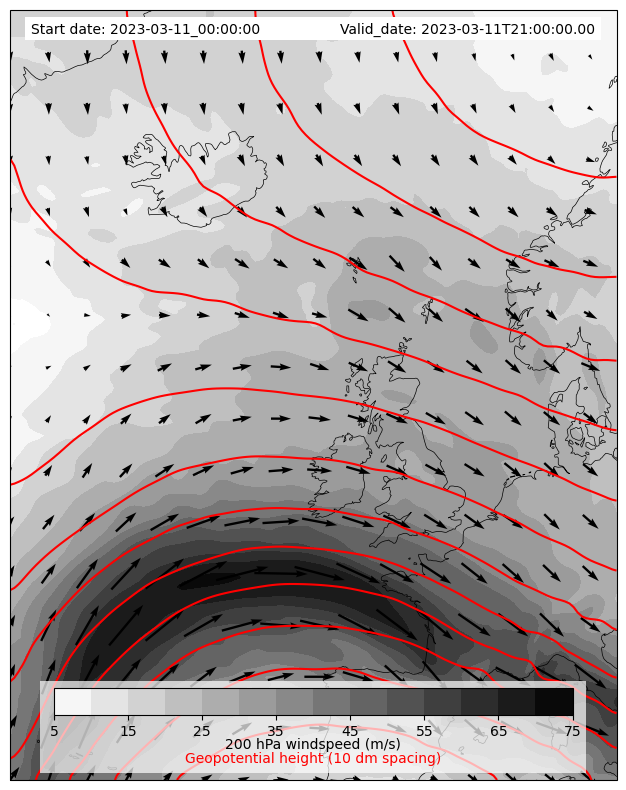 Start date: 2023-03-11_00:00:00 Valid_date: 2023-03-11T21:00:00.00
5 15 25 35 45 55 65 75
200 hPa windspeed (m/s)
Geopotential height (10 dm spacing)